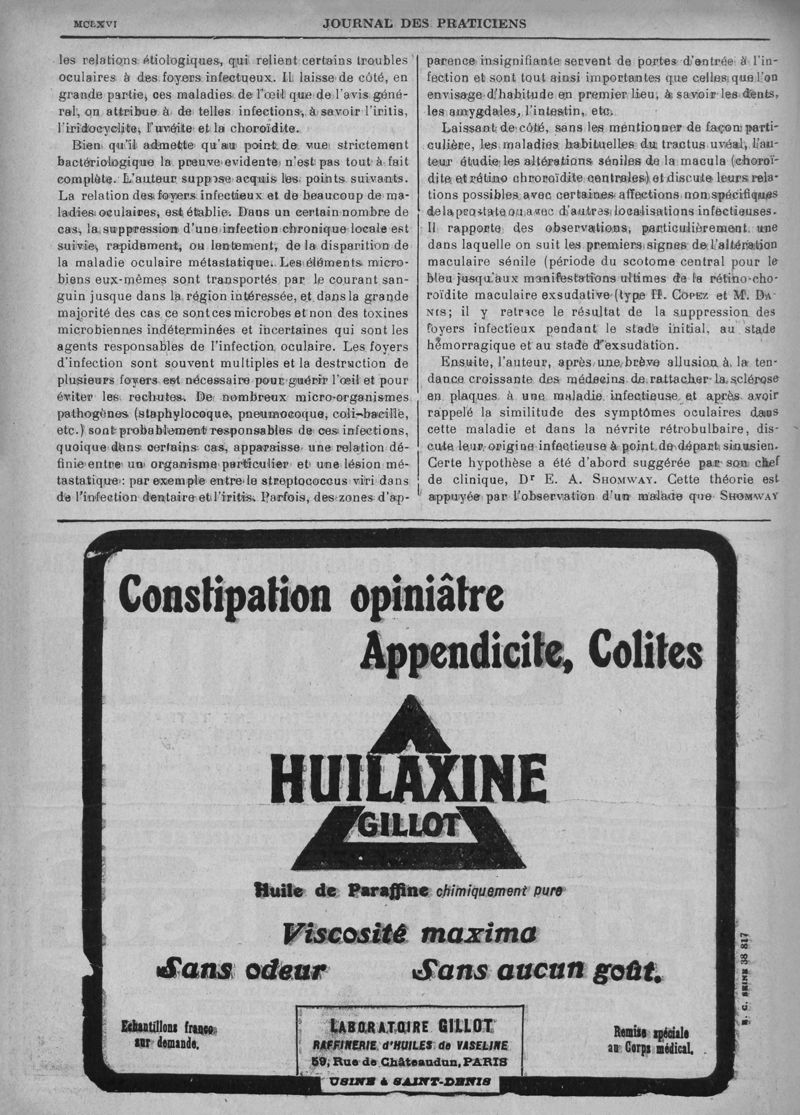 MCLXVI
JOURNAL DES PRATICIENS
les relations étiologiques, qui relient certains troubles
oculaires à des foyers infectueux. Il laisse de côté, en
grande partie, ces maladies de l'œil que de l'avis géné-
ral, on attribue à de telles infections, à savoir l'iritis,
l'iridocyclite, l'uvéite et la choroïdite.
Bien qu'il admette qu'au point de vue strictement
bactériologique la preuve evidente n'est pas tout à fait
complète. L'auteur suppose acquis les points suivants.
La relation des foyers infectieux et de beaucoup de ma-
ladies oculaires, est établie. Dans un certain nombre de
cas, la suppression d'une infection chronique locale est
suivie, rapidement, ou lentement, de la disparition de
la maladie oculaire métastatique. Les éléments micro-
biens eux-mêmes sont transportés par le courant san-
guin jusque dans la région intéressée, et dans la grande
majorité des cas ce sont ces microbes et non des toxines
microbiennes indéterminées et incertaines qui sont les
agents responsables de l'infection oculaire. Les foyers
d'infection sont souvent multiples et la destruction de
plusieurs foyers est nécessaire pour guérir l'œil et pour
éviter les rechutes. De nombreux micro-organismes
pathogènes (staphylocoque, pneumocoque, coli-bacille,
etc.) sont probablement responsables de ces infections,
quoique dans certains cas, apparaisse une relation dé-
finie entre un organisme particulier et une lésion mé-
tastatique : par exemple entre le streptococcus viri dans
de l'infection dentaire et l'iritis. Parfois, des zones d'ap-
parence insignifiante servent de portes d'entrée à l'in-
fection et sont tout ainsi importantes que celles que l'on
envisage d'habitude en premier lieu, à savoir les dents,
les amygdales, l'intestin, etc.
Laissant de côté, sans les mentionner de façon parti-
culière, les maladies habituelles du tractus uvéal, l'au-
teur étudie les altérations séniles de la macula (choroï-
dite et rétino chroroïdite centrales) et discute leurs rela-
tions possibles avec certaines affections non spécifiques
de la prostate ou avec d'autres localisations infectieuses.
Il rapporte des observations, particulièrement une
dans laquelle on suit les premiers signes de l'altération
maculaire sénile (période du scotome central pour le
bleu jusqu'aux manifestations ultimes de la rétino-cho-
roïdite maculaire exsudative (type H. COPEZ et M. DA-
NIS; il y retrace le résultat de la suppression des
foyers infectieux pendant le stade initial, au stade
hémorragique et au stade d'exsudation.
Ensuite, l'auteur, après une brève allusion à la ten-
dance croissante des médecins de rattacher la sclérose
en plaques à une maladie infectieuse et après avoir
rappelé la similitude des symptômes oculaires dans
cette maladie et dans la névrite rétrobulbaire, dis-
cute leur origine infectieuse à point de départ sinusien.
Certe hypothèse a été d'abord suggérée par son chef
de clinique, Dr E. A. SHOMWAY. Cette théorie est
appuyée par l'observation d'un malade que SHOMWAY
Constipation opiniâtre
Appendicite, Colites
HUILAXINE
GILLOT
Huile de Paraffine chimiquement pure
Viscosité maxima
Sans odeur Sans aucun goût.
Echantillons franco
sur demande.
LABORATOIRE GILLOT
RAFFINERIE d'HUILES de VASELINE
59, Rue de Châteaudun, PARIS
USINE à SAINT-DENIS
Remise spéciale
au Corps médical.
R. C. SEINE 38 817